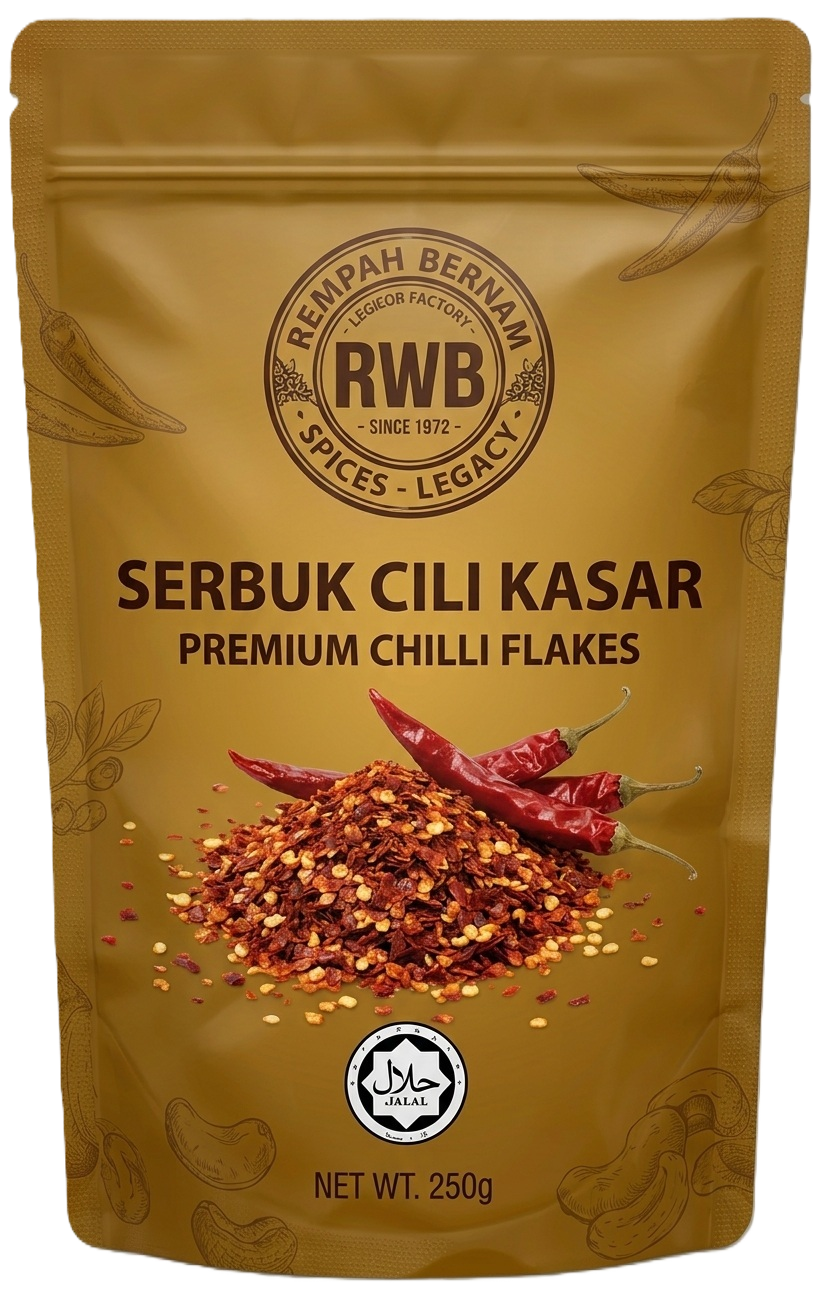 REMPAH BERNAM
- LEGIEOR FACTORY -
RWB
- SINCE 1972 -
• SPICES - LEGACY •
SERBUK CILI KASAR
PREMIUM CHILLI FLAKES
حلال
JALAL
NET WT. 250g